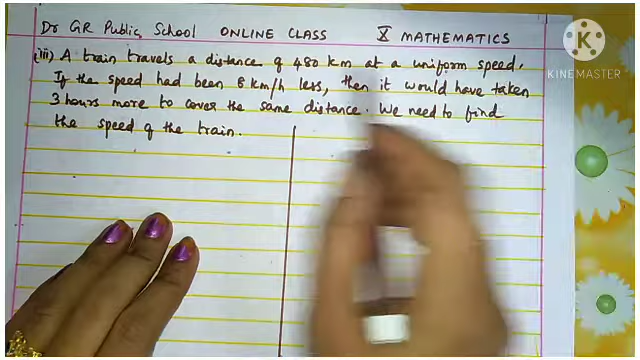 Dr GR Public School ONLINE CLASS X MATHEMATICS
(iii) A train travels a distance of 480 km at a uniform speed.
If the speed had been 8 km/h less, then it would have taken
3 hours more to cover the same distance. We need to find
the speed of the train.
K
KINEMASTER